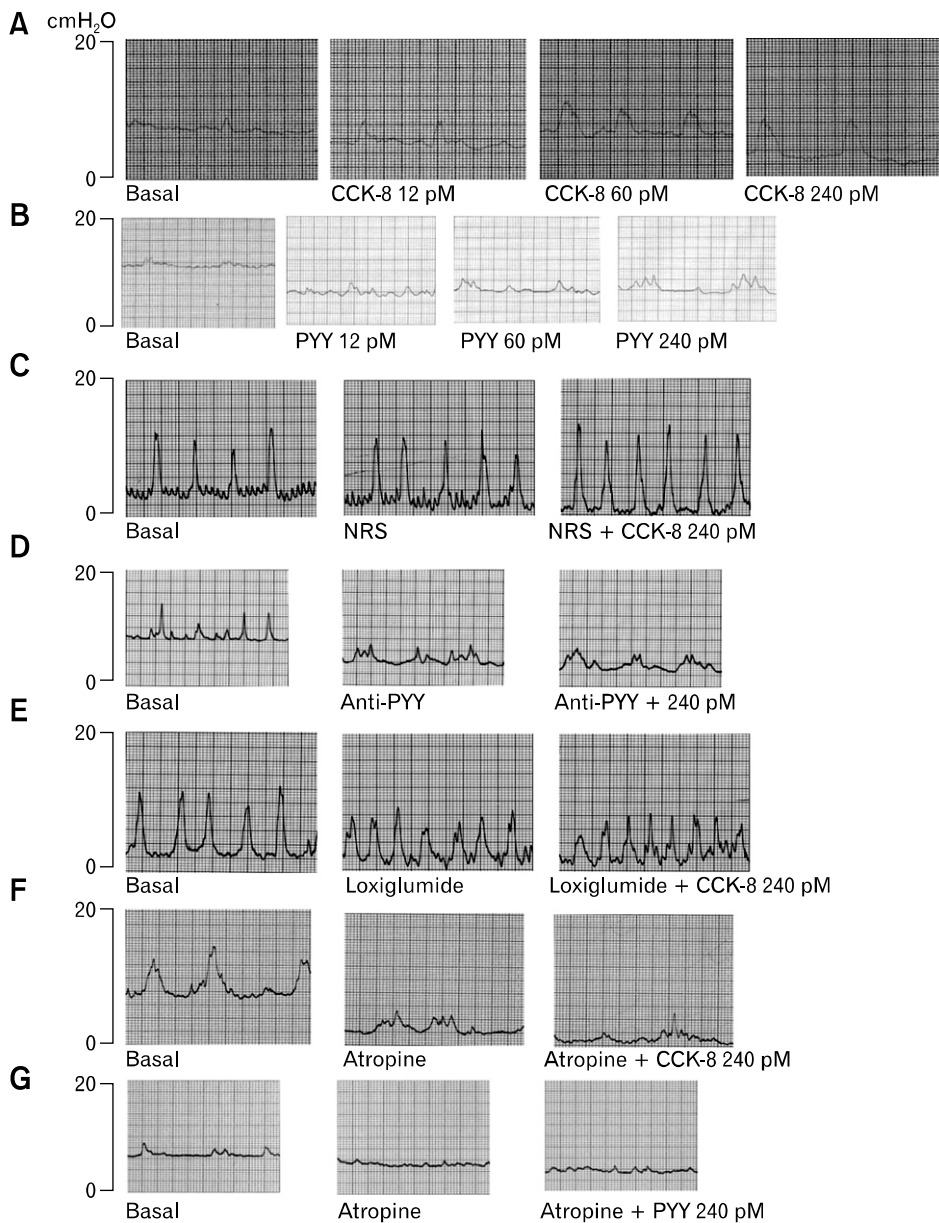 A cmH₂O
20
0
Basal CCK-8 12 pM CCK-8 60 pM CCK-8 240 pM
B
20
0
Basal PYY 12 pM PYY 60 pM PYY 240 pM
C
20
0
Basal NRS NRS + CCK-8 240 pM
D
20
0
Basal Anti-PYY Anti-PYY + 240 pM
E
20
0
Basal Loxiglumide Loxiglumide + CCK-8 240 pM
F
20
0
Basal Atropine Atropine + CCK-8 240 pM
G
20
0
Basal Atropine Atropine + PYY 240 pM